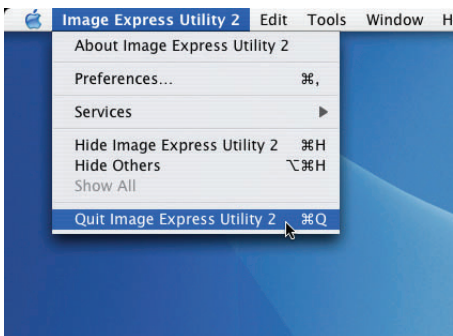 Image Express Utility 2 Edit Tools Window H
About Image Express Utility 2
Preferences... ⌘,
Services ▶
Hide Image Express Utility 2 ⌘H
Hide Others ⌥⌘H
Show All
Quit Image Express Utility 2 ⌘Q